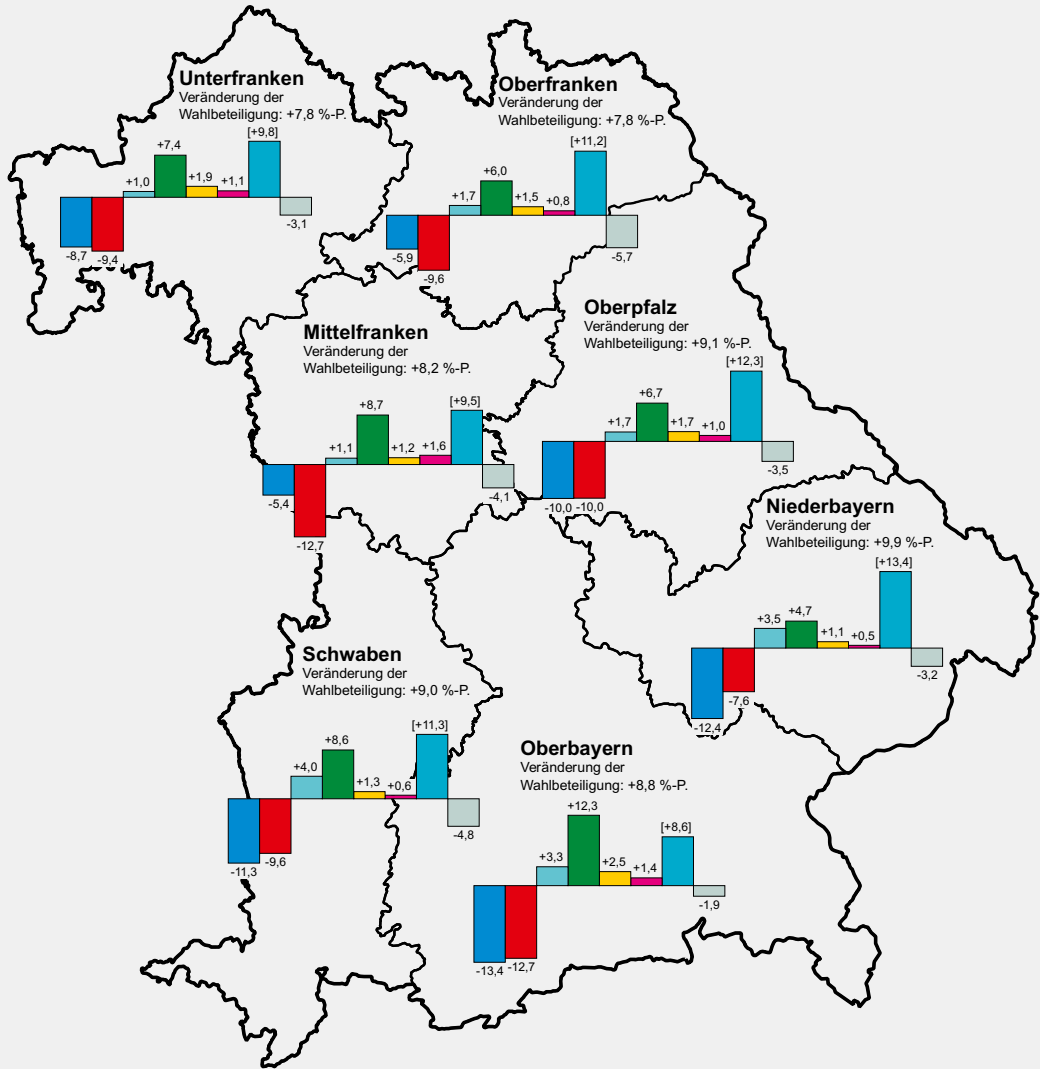 Unterfranken
Veränderung der
Wahlbeteiligung: +7,8 %-P.
[+9,8]
+7,4
+1,9
+1,0
+1,1
-3,1
-8,7
-9,4
Oberfranken
Veränderung der
Wahlbeteiligung: +7,8 %-P.
[+11,2]
+6,0
+1,7
+1,5
+0,8
-5,9
-5,7
-9,6
Mittelfranken
Veränderung der
Wahlbeteiligung: +8,2 %-P.
[+9,5]
+8,7
+1,1
+1,2
+1,6
-4,1
-5,4
-12,7
Oberpfalz
Veränderung der
Wahlbeteiligung: +9,1 %-P.
[+12,3]
+6,7
+1,7
+1,7
+1,0
-3,5
-10,0
-10,0
Niederbayern
Veränderung der
Wahlbeteiligung: +9,9 %-P.
[+13,4]
+3,5
+4,7
+1,1
+0,5
-3,2
-7,6
-12,4
Schwaben
Veränderung der
Wahlbeteiligung: +9,0 %-P.
[+11,3]
+8,6
+4,0
+1,3
+0,6
-4,8
-9,6
-11,3
Oberbayern
Veränderung der
Wahlbeteiligung: +8,8 %-P.
+12,3
[+8,6]
+3,3
+2,5
+1,4
-1,9
-13,4
-12,7